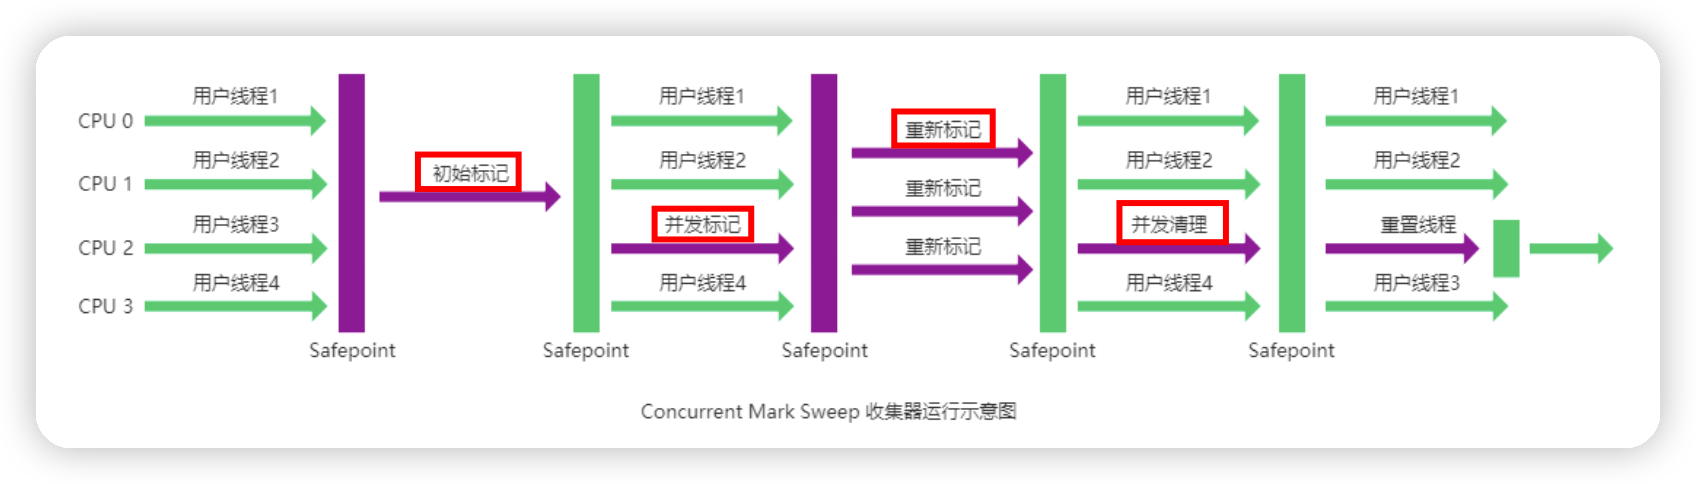 用户线程1 用户线程1 用户线程1 用户线程1
CPU 0
重新标记
用户线程2 用户线程2 用户线程2 用户线程2
初始标记
CPU 1
重新标记
用户线程3 并发标记 并发清理 重置线程
CPU 2
重新标记
用户线程4 用户线程4 用户线程4 用户线程3
CPU 3
Safepoint Safepoint Safepoint Safepoint Safepoint
Concurrent Mark Sweep 收集器运行示意图